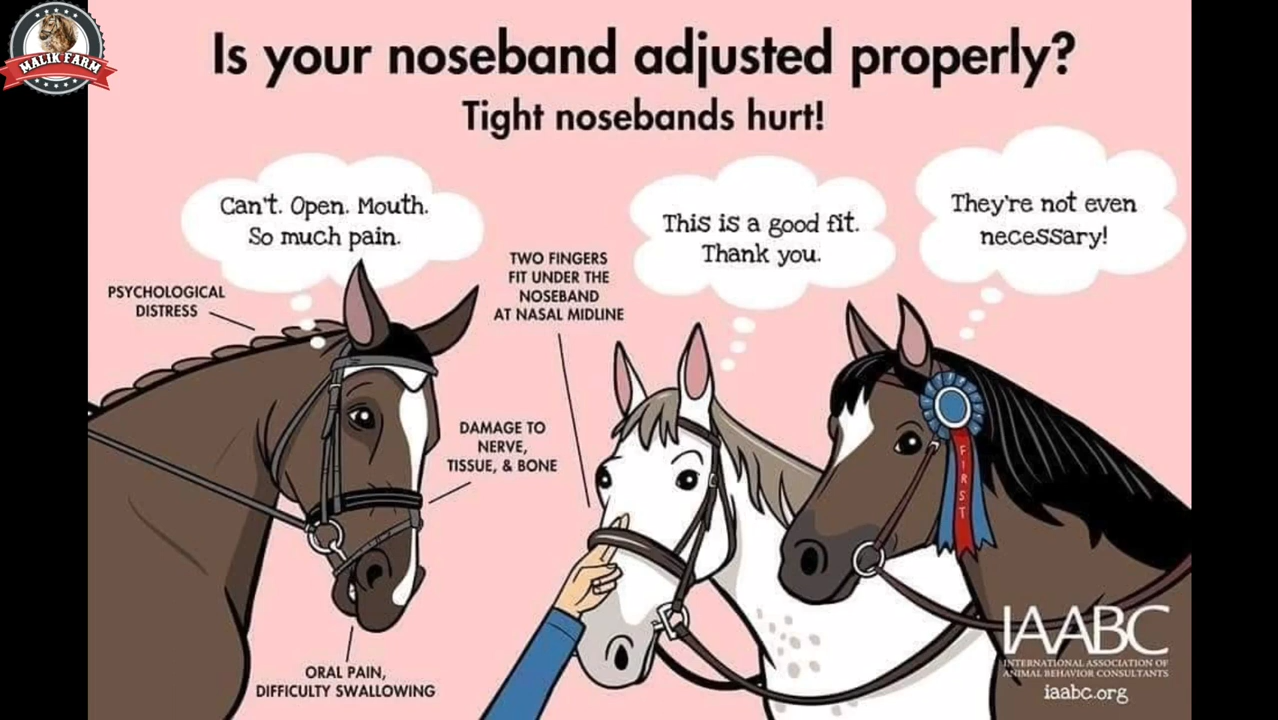 MALIK FARM
Is your noseband adjusted properly?
Tight nosebands hurt!
Can't. Open. Mouth.
So much pain.
PSYCHOLOGICAL
DISTRESS
TWO FINGERS
FIT UNDER THE
NOSEBAND
AT NASAL MIDLINE
This is a good fit.
Thank you.
They're not even
necessary!
DAMAGE TO
NERVE,
TISSUE, & BONE
ORAL PAIN,
DIFFICULTY SWALLOWING
FIRST
IAABC
INTERNATIONAL ASSOCIATION OF
ANIMAL BEHAVIOR CONSULTANTS
iaabc.org